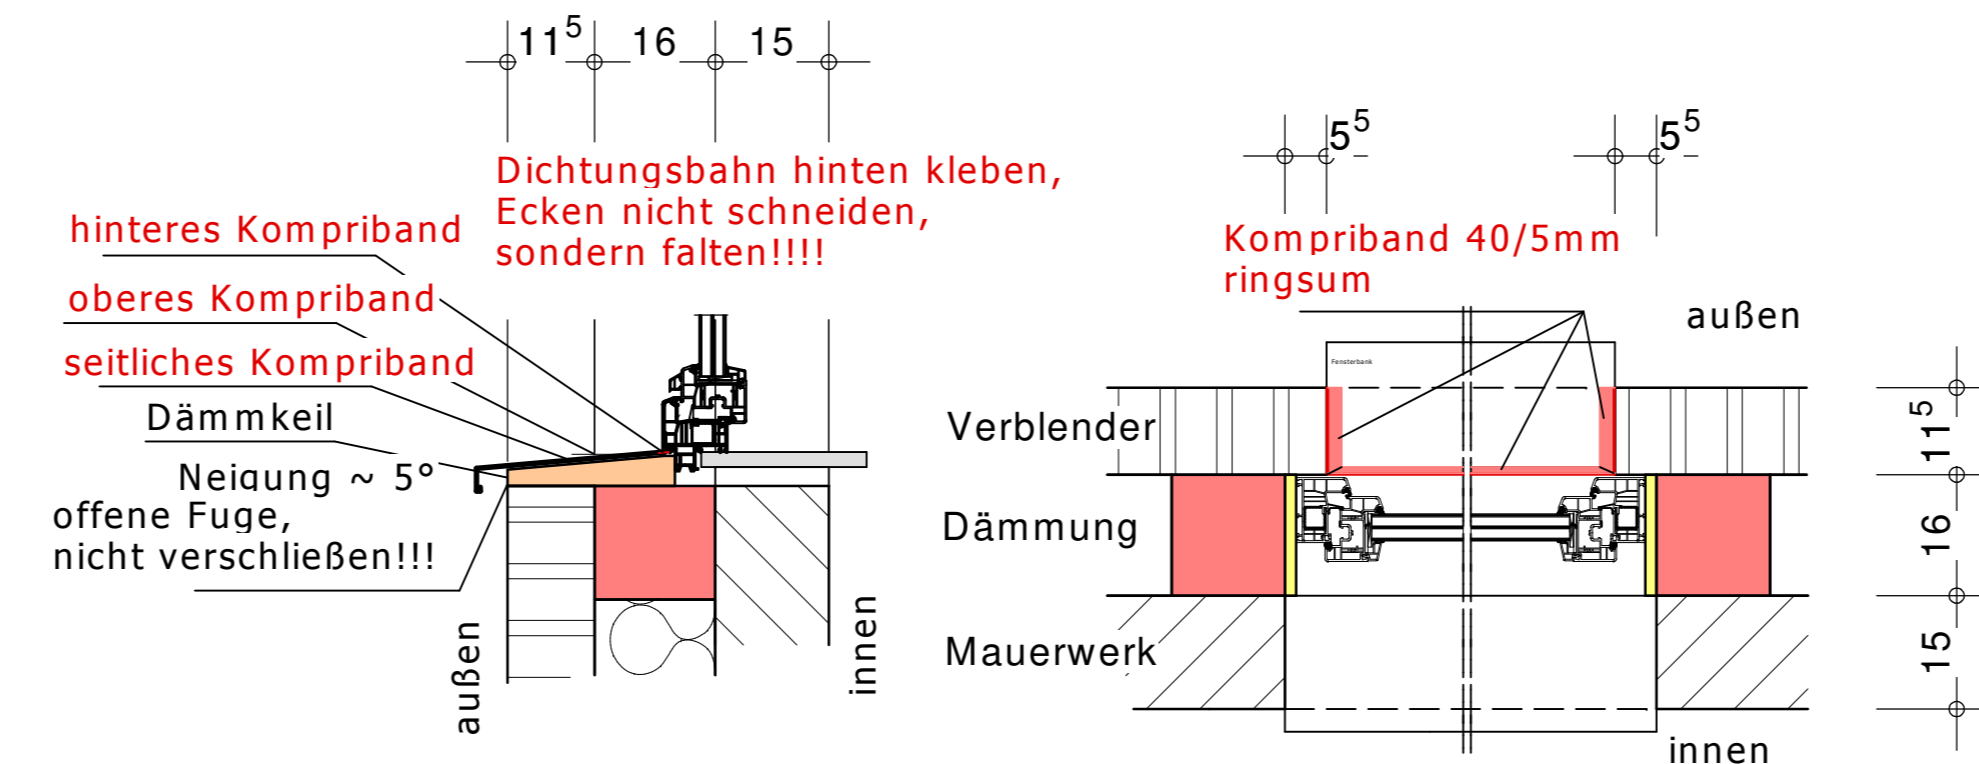 11⁵ 16 15
Dichtungsbahn hinten kleben,
Ecken nicht schneiden,
sondern falten!!!!
hinteres Kompriband
oberes Kompriband
seitliches Kompriband
Dämmkeil
Neigung ~ 5°
offene Fuge,
nicht verschließen!!!
außen
innen
5⁵ 5⁵
Kompriband 40/5mm
ringsum
außen
Fensterbank
Verblender
Dämmung
Mauerwerk
innen
11⁵
16
15